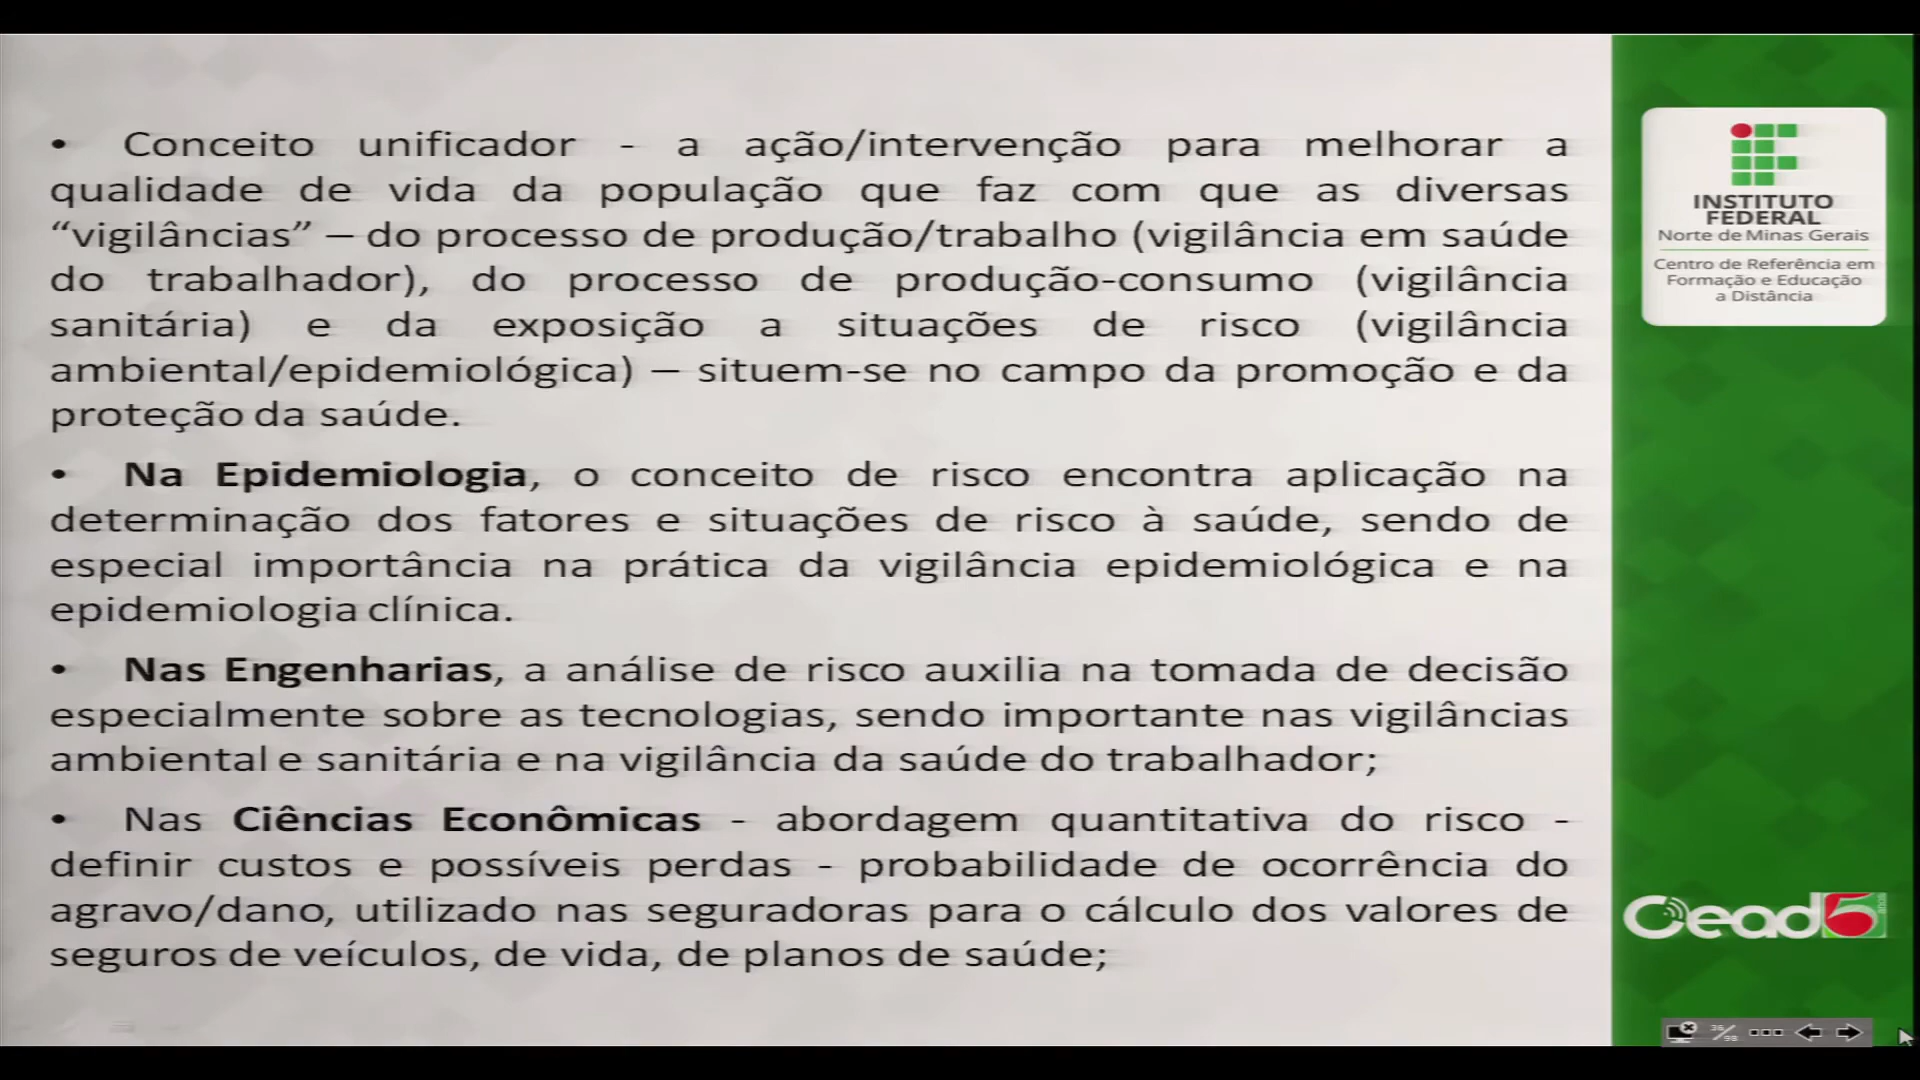 • Conceito unificador - a ação/intervenção para melhorar a
qualidade de vida da população que faz com que as diversas
“vigilâncias” – do processo de produção/trabalho (vigilância em saúde
do trabalhador), do processo de produção-consumo (vigilância
sanitária) e da exposição a situações de risco (vigilância
ambiental/epidemiológica) – situem-se no campo da promoção e da
proteção da saúde.
• Na Epidemiologia, o conceito de risco encontra aplicação na
determinação dos fatores e situações de risco à saúde, sendo de
especial importância na prática da vigilância epidemiológica e na
epidemiologia clínica.
• Nas Engenharias, a análise de risco auxilia na tomada de decisão
especialmente sobre as tecnologias, sendo importante nas vigilâncias
ambiental e sanitária e na vigilância da saúde do trabalhador;
• Nas Ciências Econômicas - abordagem quantitativa do risco -
definir custos e possíveis perdas - probabilidade de ocorrência do
agravo/dano, utilizado nas seguradoras para o cálculo dos valores de
seguros de veículos, de vida, de planos de saúde;
INSTITUTO
FEDERAL
Norte de Minas Gerais
Centro de Referência em
Formação e Educação
a Distância
Cead 5 anos
36/98